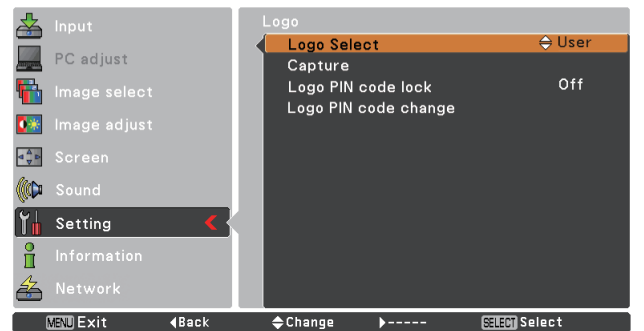 Input
PC adjust
Image select
Image adjust
Screen
Sound
Setting
Information
Network
Logo
Logo Select User
Capture
Logo PIN code lock Off
Logo PIN code change
MENU Exit Back Change ----- SELECT Select